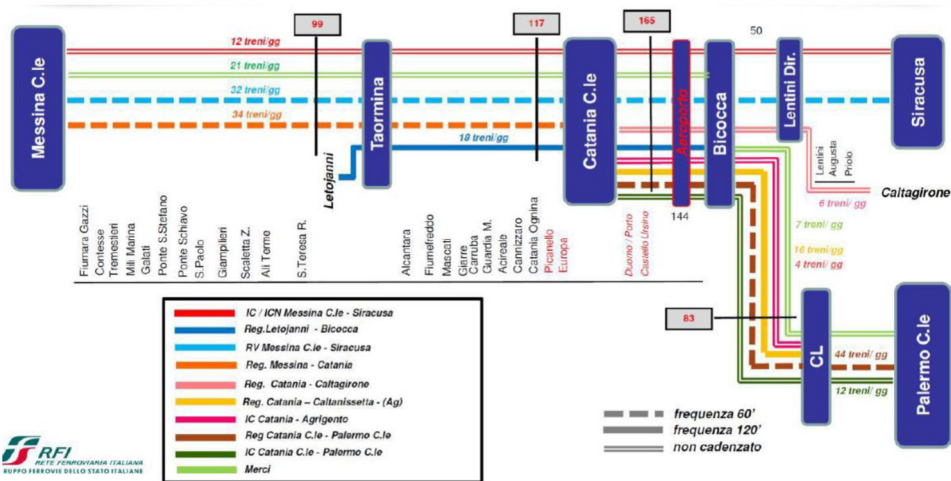 99
117
165
50
Messina C.le
Taormina
Catania C.le
Aeroporto
Bicocca
Lentini Dir.
Siracusa
12 treni/gg
21 treni/gg
32 treni/gg
34 treni/gg
18 treni/gg
Letojanni
144
Lentini
Augusta
Priolo
Caltagirone
6 treni/ gg
7 treni/ gg
16 treni/ gg
4 treni/ gg
Fiumara Gazzi
Contesse
Tremestieri
Mili Marina
Galati
Ponte S.Stefano
Ponte Schiavo
S.Paolo
Giampilieri
Scaletta Z.
Alì Terme
S.Teresa R.
Alcantara
Fiumefreddo
Mascali
Giarre
Carruba
Guardia M.
Acireale
Cannizzaro
Catania Ognina
Picanello
Europa
Duomo / Porto
Castello Ursino
83
CL
Palermo C.le
44 treni/ gg
12 treni/ gg
IC / ICN Messina C.le - Siracusa
Reg.Letojanni - Bicocca
RV Messina C.le - Siracusa
Reg. Messina - Catania
Reg. Catania - Caltagirone
Reg. Catania – Caltanissetta - (Ag)
IC Catania - Agrigento
Reg Catania C.le - Palermo C.le
IC Catania C.le - Palermo C.le
Merci
frequenza 60'
frequenza 120'
non cadenzato
RFI
RETE FERROVIARIA ITALIANA
RUPPO FERROVIE DELLO STATO ITALIANE